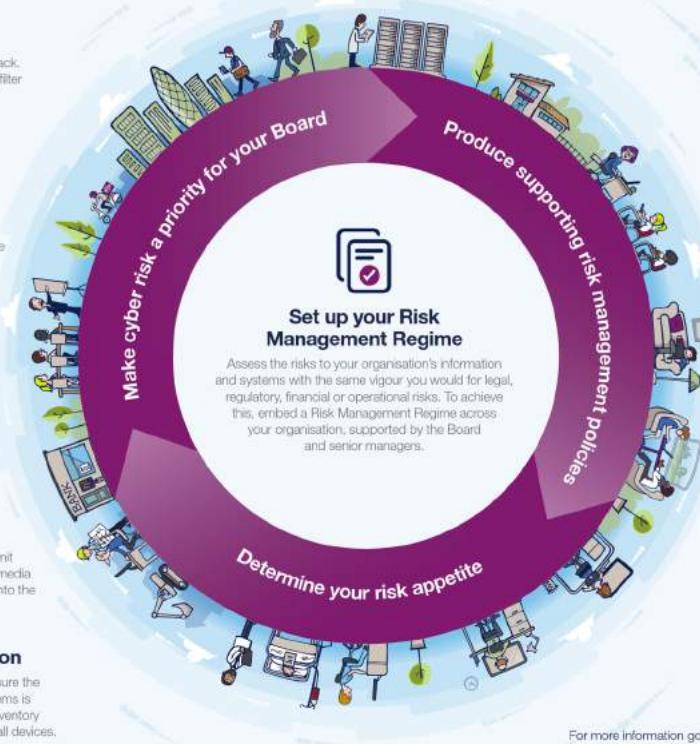 ack.
filter
e
nit
media
nto the
on
ure the
ms is
ventory
all devices.
Make cyber risk a priority for your Board
Produce supporting risk management policies
Determine your risk appetite
Set up your Risk
Management Regime
Assess the risks to your organisation's information
and systems with the same vigour you would for legal,
regulatory, financial or operational risks. To achieve
this, embed a Risk Management Regime across
your organisation, supported by the Board
and senior managers.
BANK
For more information go